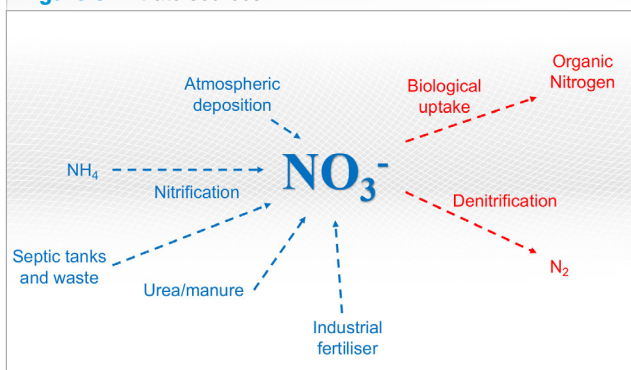 Atmospheric
deposition
Biological
uptake
Organic
Nitrogen
NH₄
Nitrification
NO₃⁻
Denitrification
Septic tanks
and waste
Urea/manure
N₂
Industrial
fertiliser